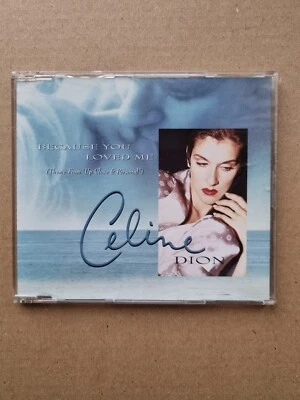 BECAUSE YOU
LOVED ME
(Theme From Up Close & Personal)
Celine
DION